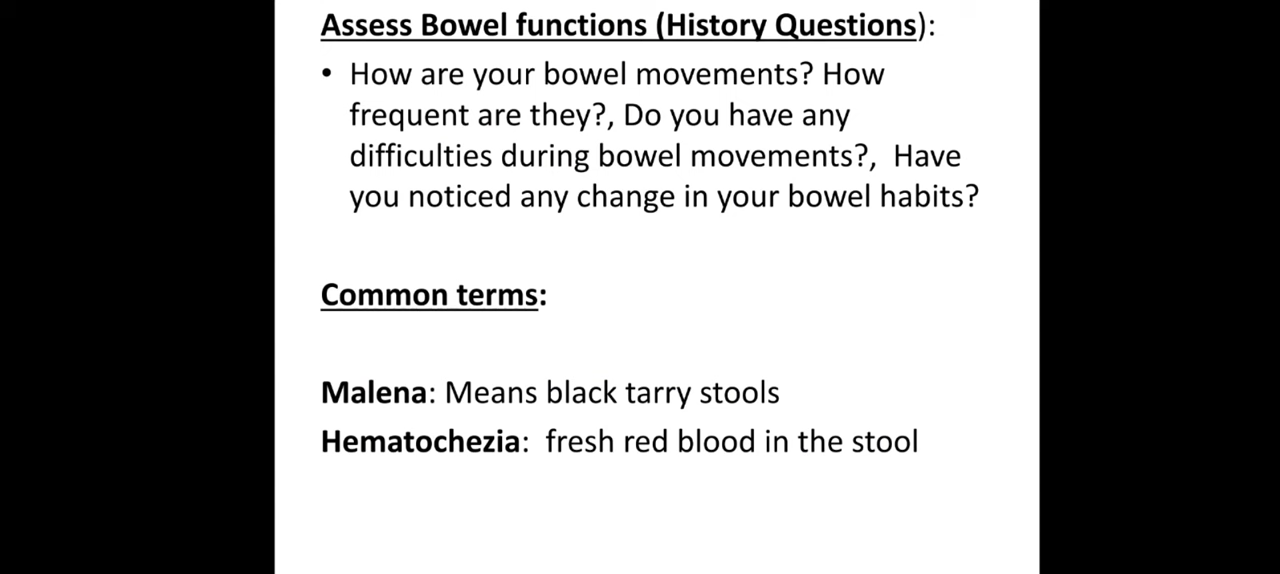 Assess Bowel functions (History Questions):
• How are your bowel movements? How
frequent are they?, Do you have any
difficulties during bowel movements?, Have
you noticed any change in your bowel habits?
Common terms:
Malena: Means black tarry stools
Hematochezia: fresh red blood in the stool